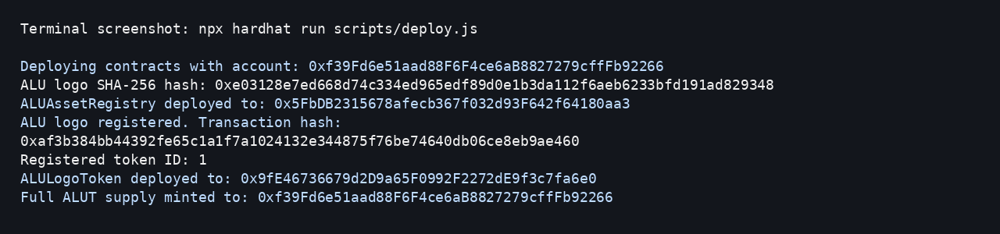 Terminal screenshot: npx hardhat run scripts/deploy.js
Deploying contracts with account: 0xf39Fd6e51aad88F6F4ce6aB8827279cffFb92266
ALU logo SHA-256 hash: 0xe03128e7ed668d74c334ed965edf89d0e1b3da112f6aeb6233bfd191ad829348
ALUAssetRegistry deployed to: 0x5FbDB2315678afecb367f032d93F642f64180aa3
ALU logo registered. Transaction hash:
0xaf3b384bb44392fe65c1a1f7a1024132e344875f76be74640db06ce8eb9ae460
Registered token ID: 1
ALULogoToken deployed to: 0x9fE46736679d2D9a65F0992F2272dE9f3c7fa6e0
Full ALUT supply minted to: 0xf39Fd6e51aad88F6F4ce6aB8827279cffFb92266